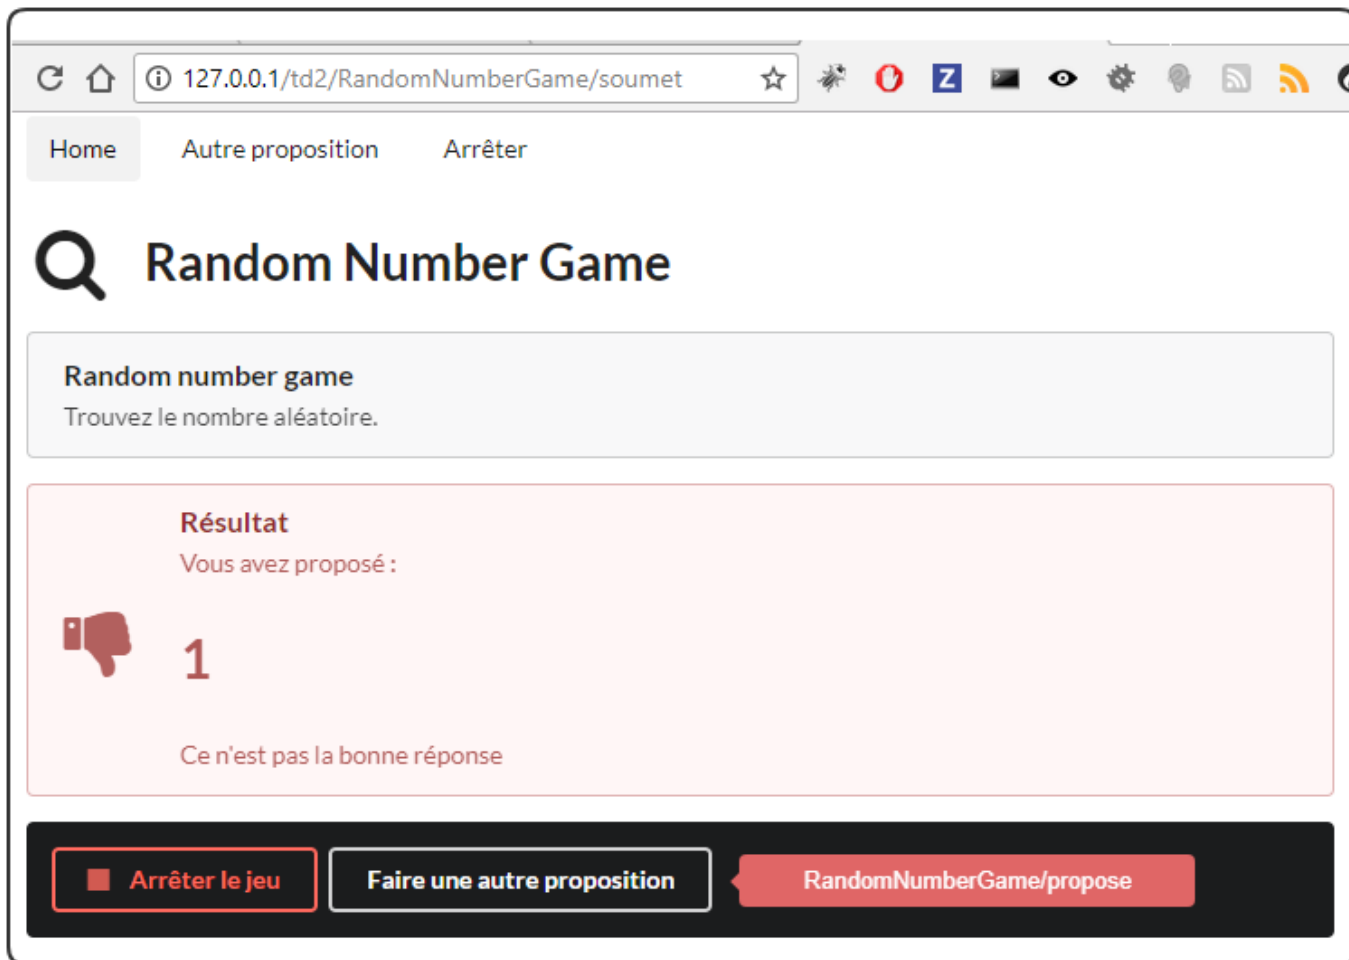 127.0.0.1/td2/RandomNumberGame/soumet
Z
Home Autre proposition Arrêter
Random Number Game
Random number game
Trouvez le nombre aléatoire.
Résultat
Vous avez proposé :
1
Ce n'est pas la bonne réponse
Arrêter le jeu Faire une autre proposition RandomNumberGame/propose